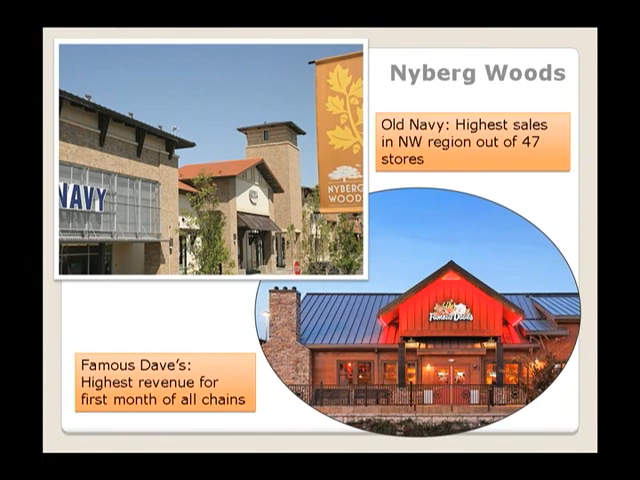 Nyberg Woods
Old Navy: Highest sales
in NW region out of 47
stores
NAVY
NYBERG
WOODS
Famous Dave's
Famous Dave's:
Highest revenue for
first month of all chains